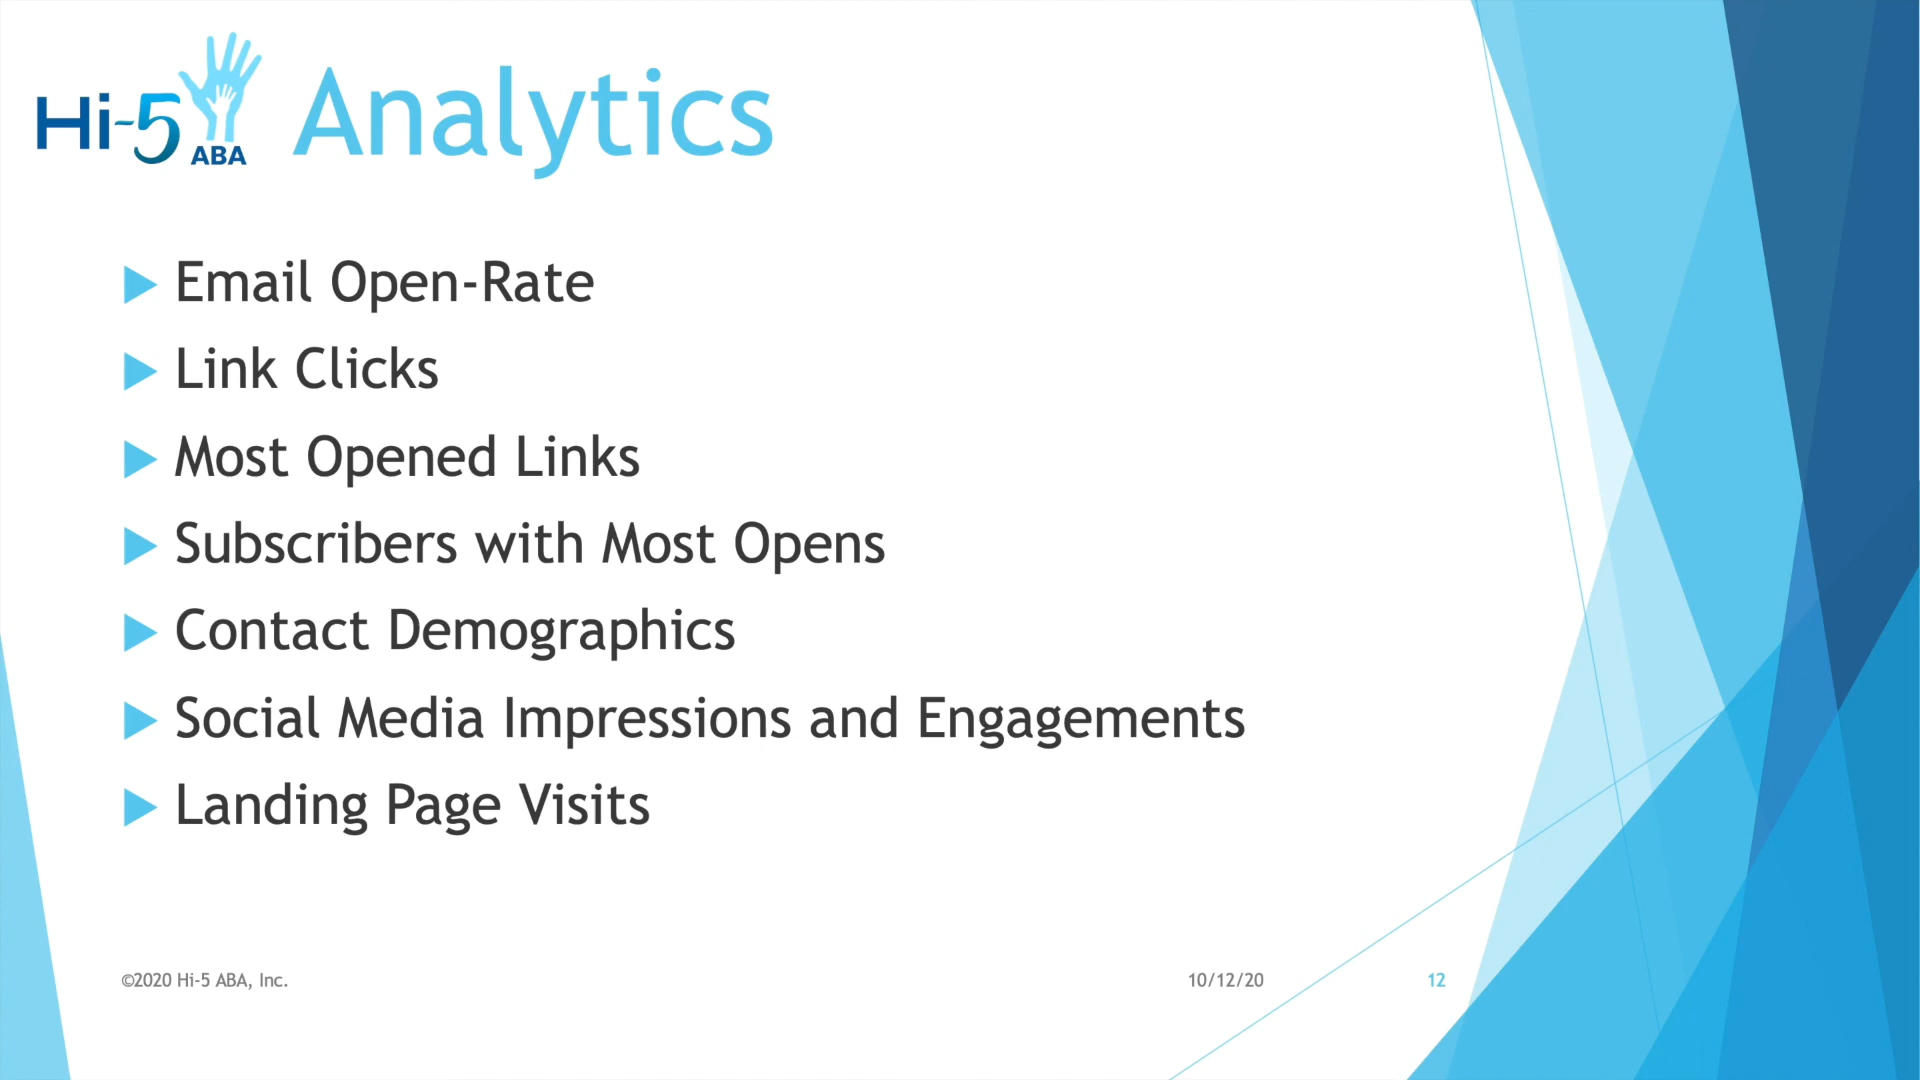 Hi-5
ABA
Analytics
Email Open-Rate
Link Clicks
Most Opened Links
Subscribers with Most Opens
Contact Demographics
Social Media Impressions and Engagements
Landing Page Visits
©2020 Hi-5 ABA, Inc.
10/12/20
12